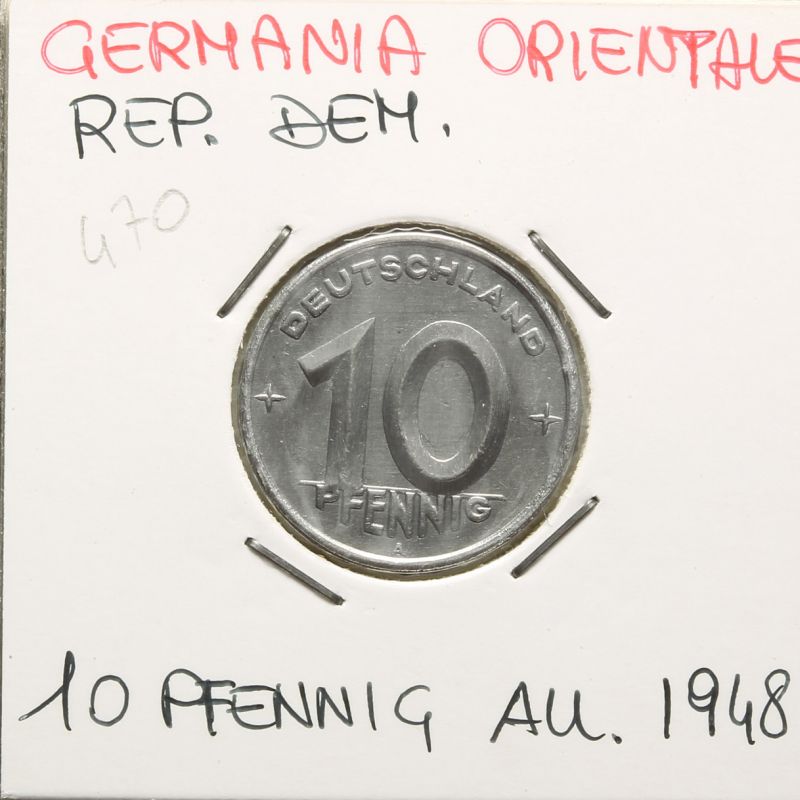 GERMANIA ORIENTALE
REP. DEM.
470
DEUTSCHLAND
10
PFENNIG
A
10 PFENNIG AU. 1948